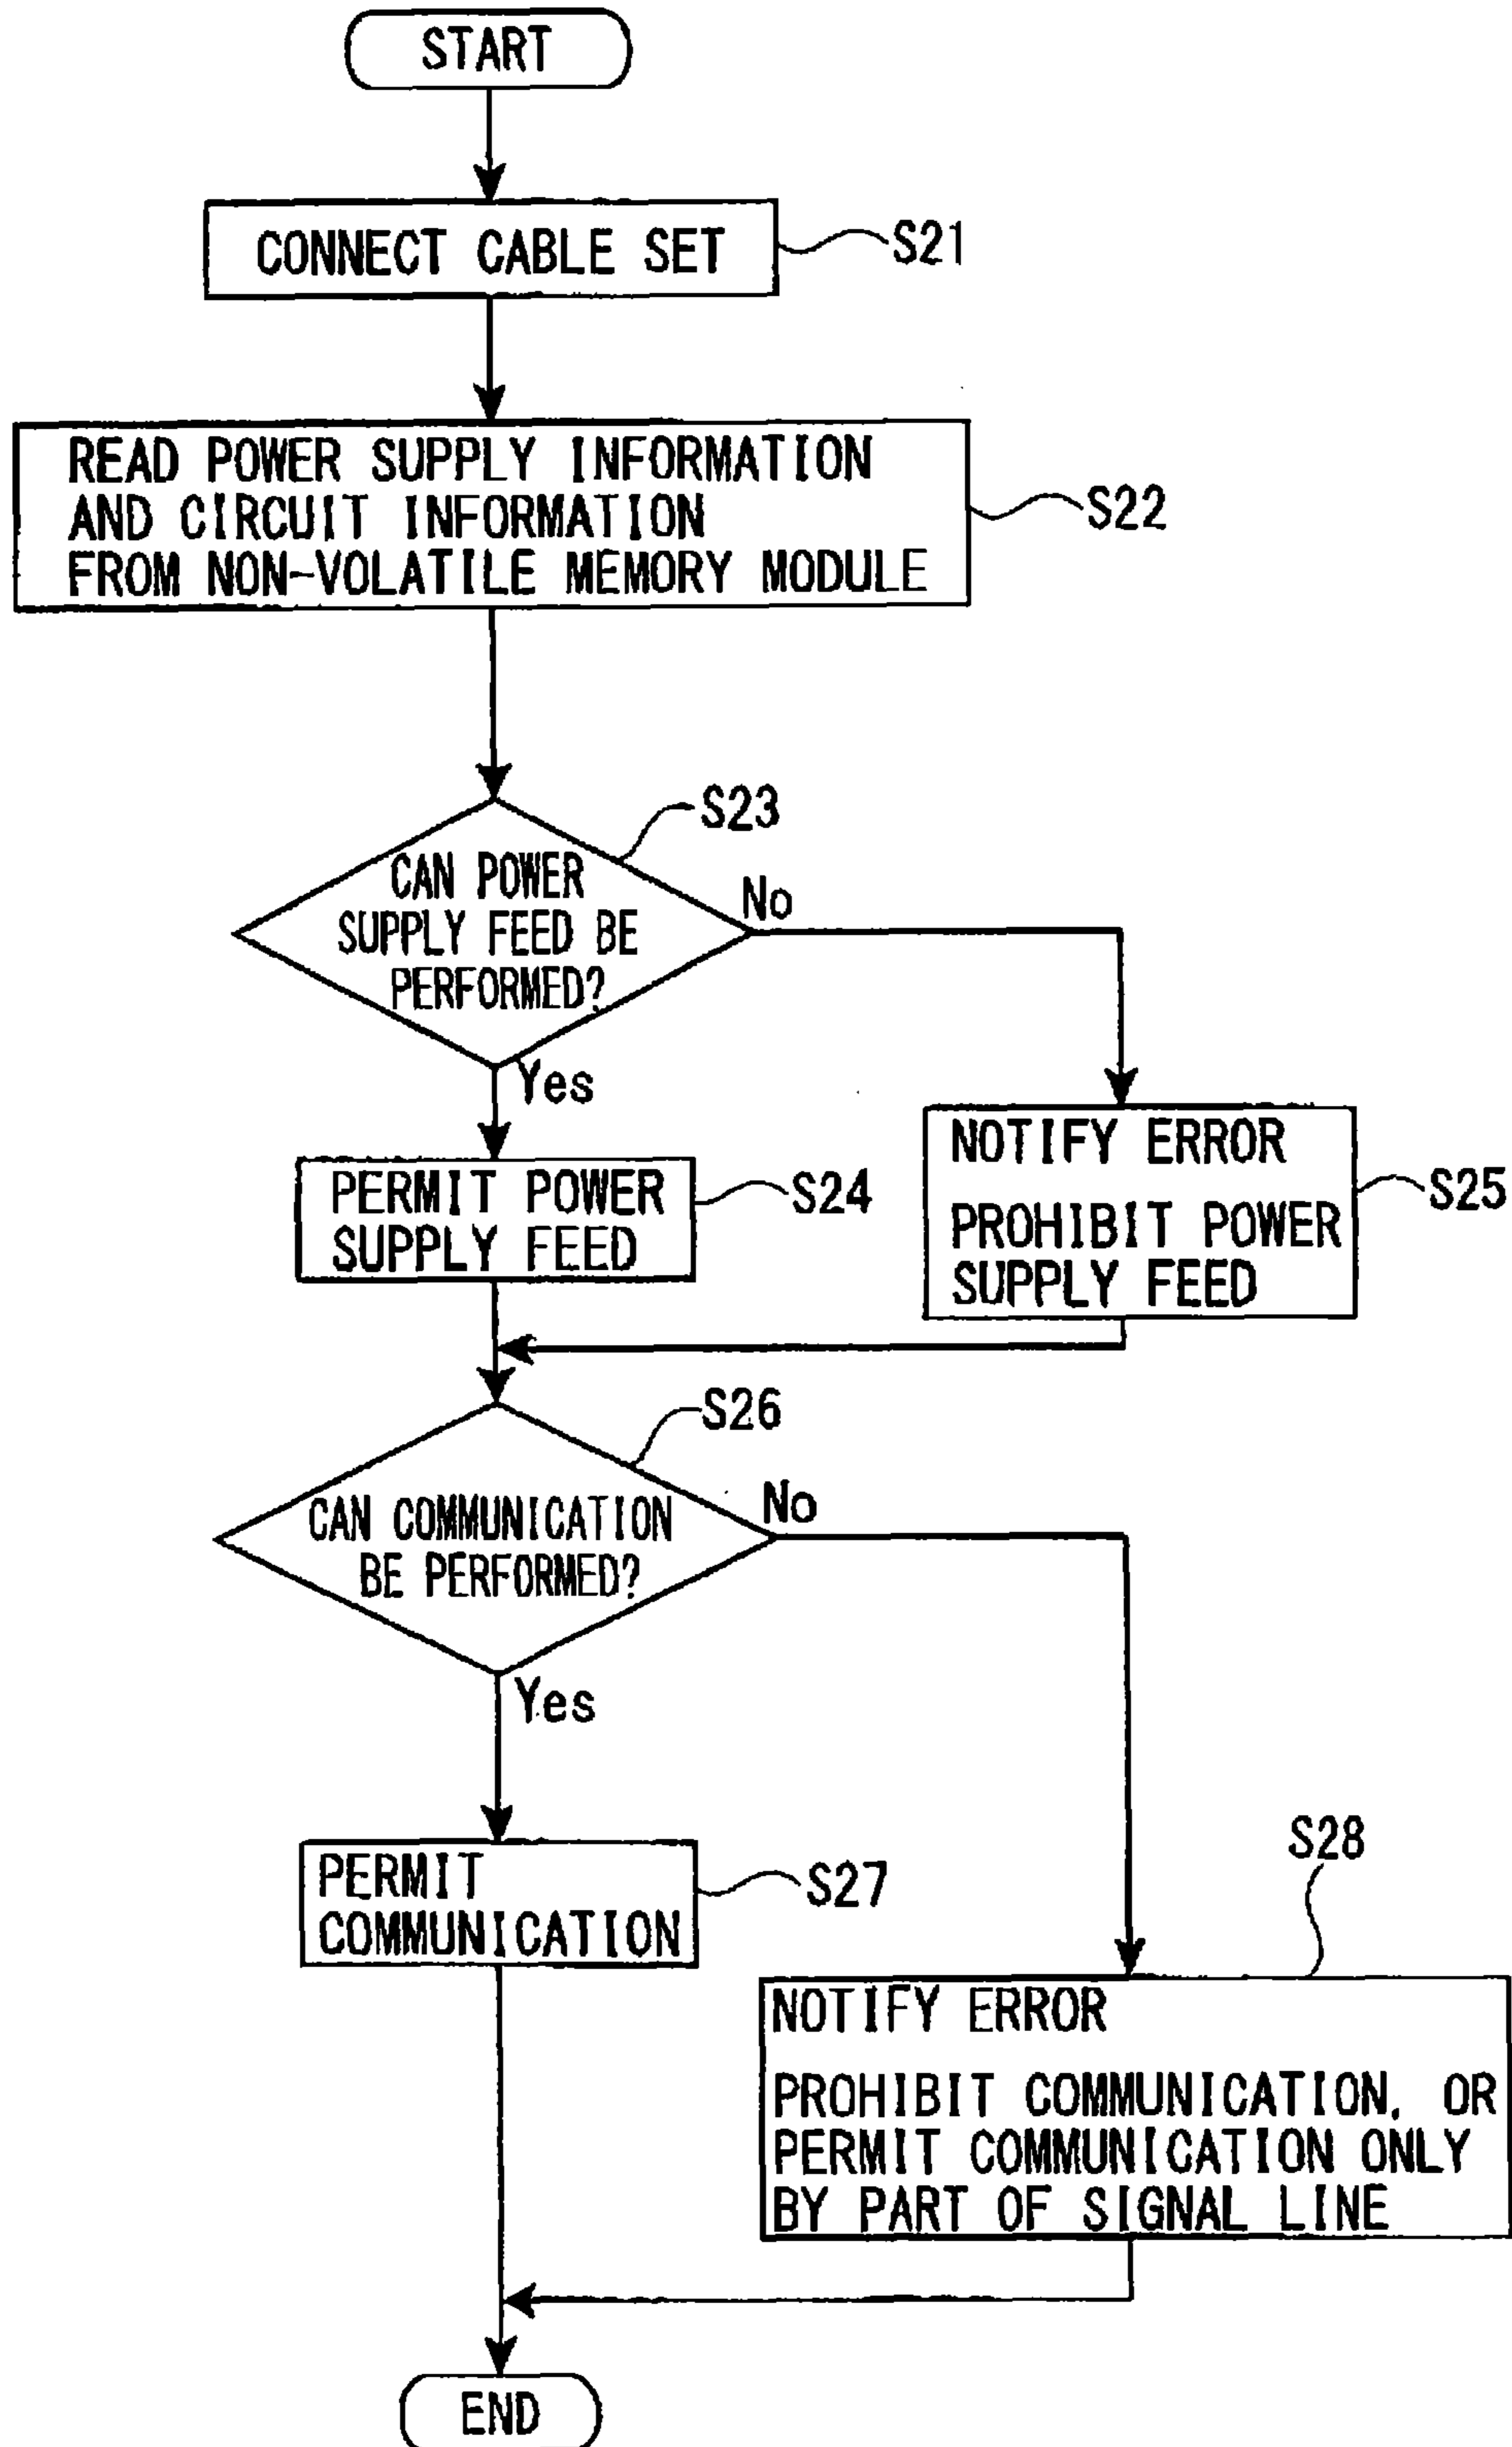 START
CONNECT CABLE SET
S21
READ POWER SUPPLY INFORMATION
AND CIRCUIT INFORMATION
FROM NON-VOLATILE MEMORY MODULE
S22
S23
CAN POWER
SUPPLY FEED BE
PERFORMED?
No
Yes
PERMIT POWER
SUPPLY FEED
S24
NOTIFY ERROR
PROHIBIT POWER
SUPPLY FEED
S25
S26
CAN COMMUNICATION
BE PERFORMED?
No
Yes
PERMIT
COMMUNICATION
S27
S28
NOTIFY ERROR
PROHIBIT COMMUNICATION, OR
PERMIT COMMUNICATION ONLY
BY PART OF SIGNAL LINE
END